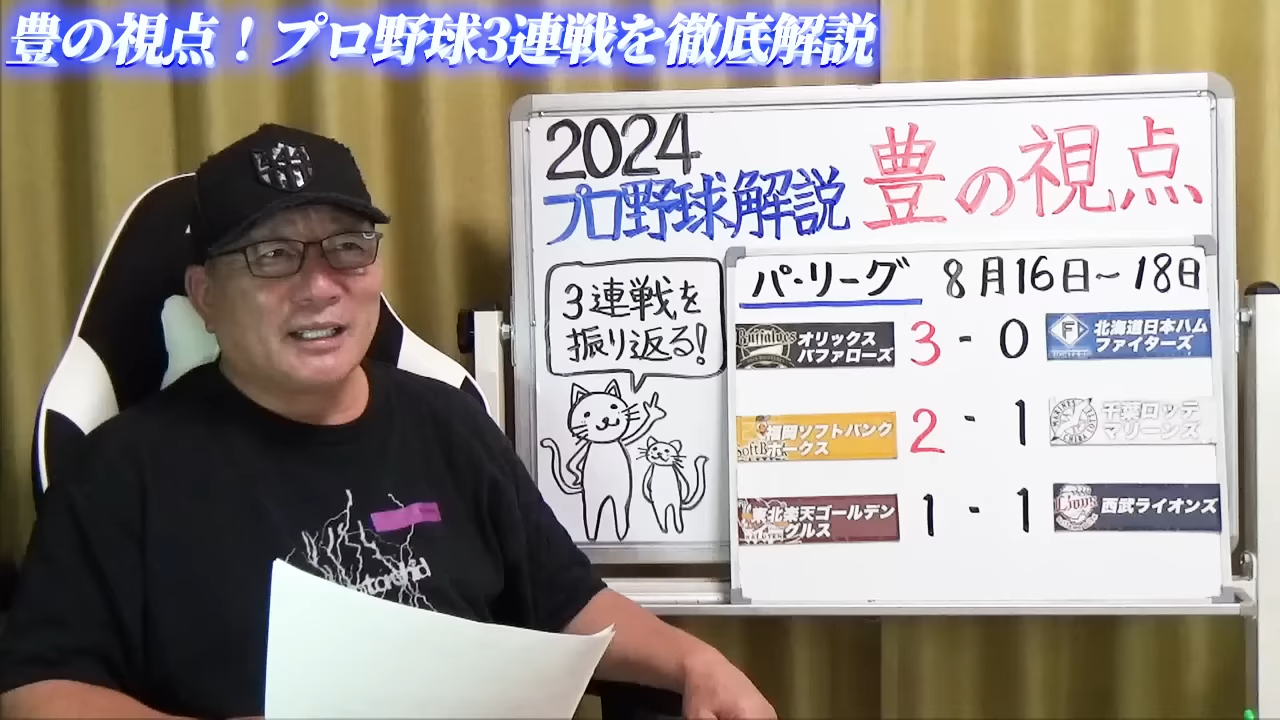 豊の視点！プロ野球3連戦を徹底解説
2024
プロ野球解説 豊の視点
3連戦を
振り返る!
パ・リーグ 8月16日~18日
Buffaloes オリックス
バファローズ 3 - 0 F 北海道日本ハム
ファイターズ
福岡ソフトバンク
SoftB ホークス 2 - 1 千葉ロッテ
マリーンズ
東北楽天ゴールデン
イーグルス 1 - 1 Lions 西武ライオンズ